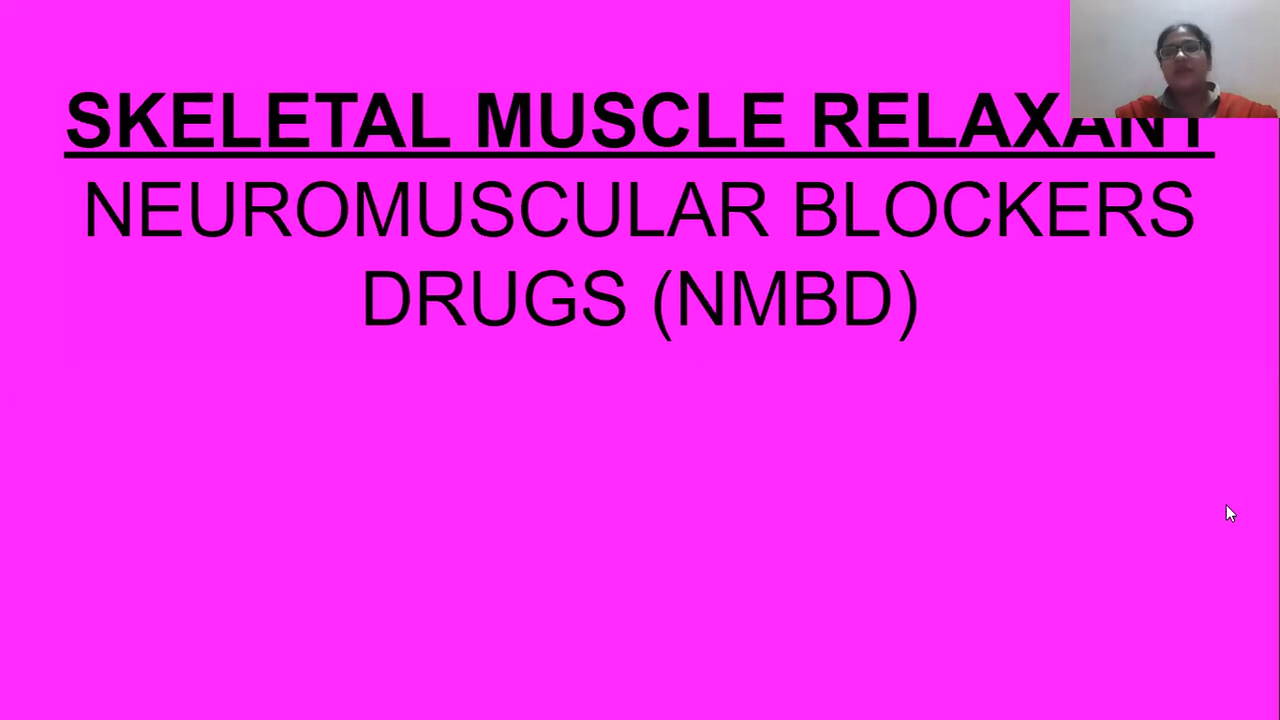 SKELETAL MUSCLE RELAXANT
NEUROMUSCULAR BLOCKERS
DRUGS (NMBD)